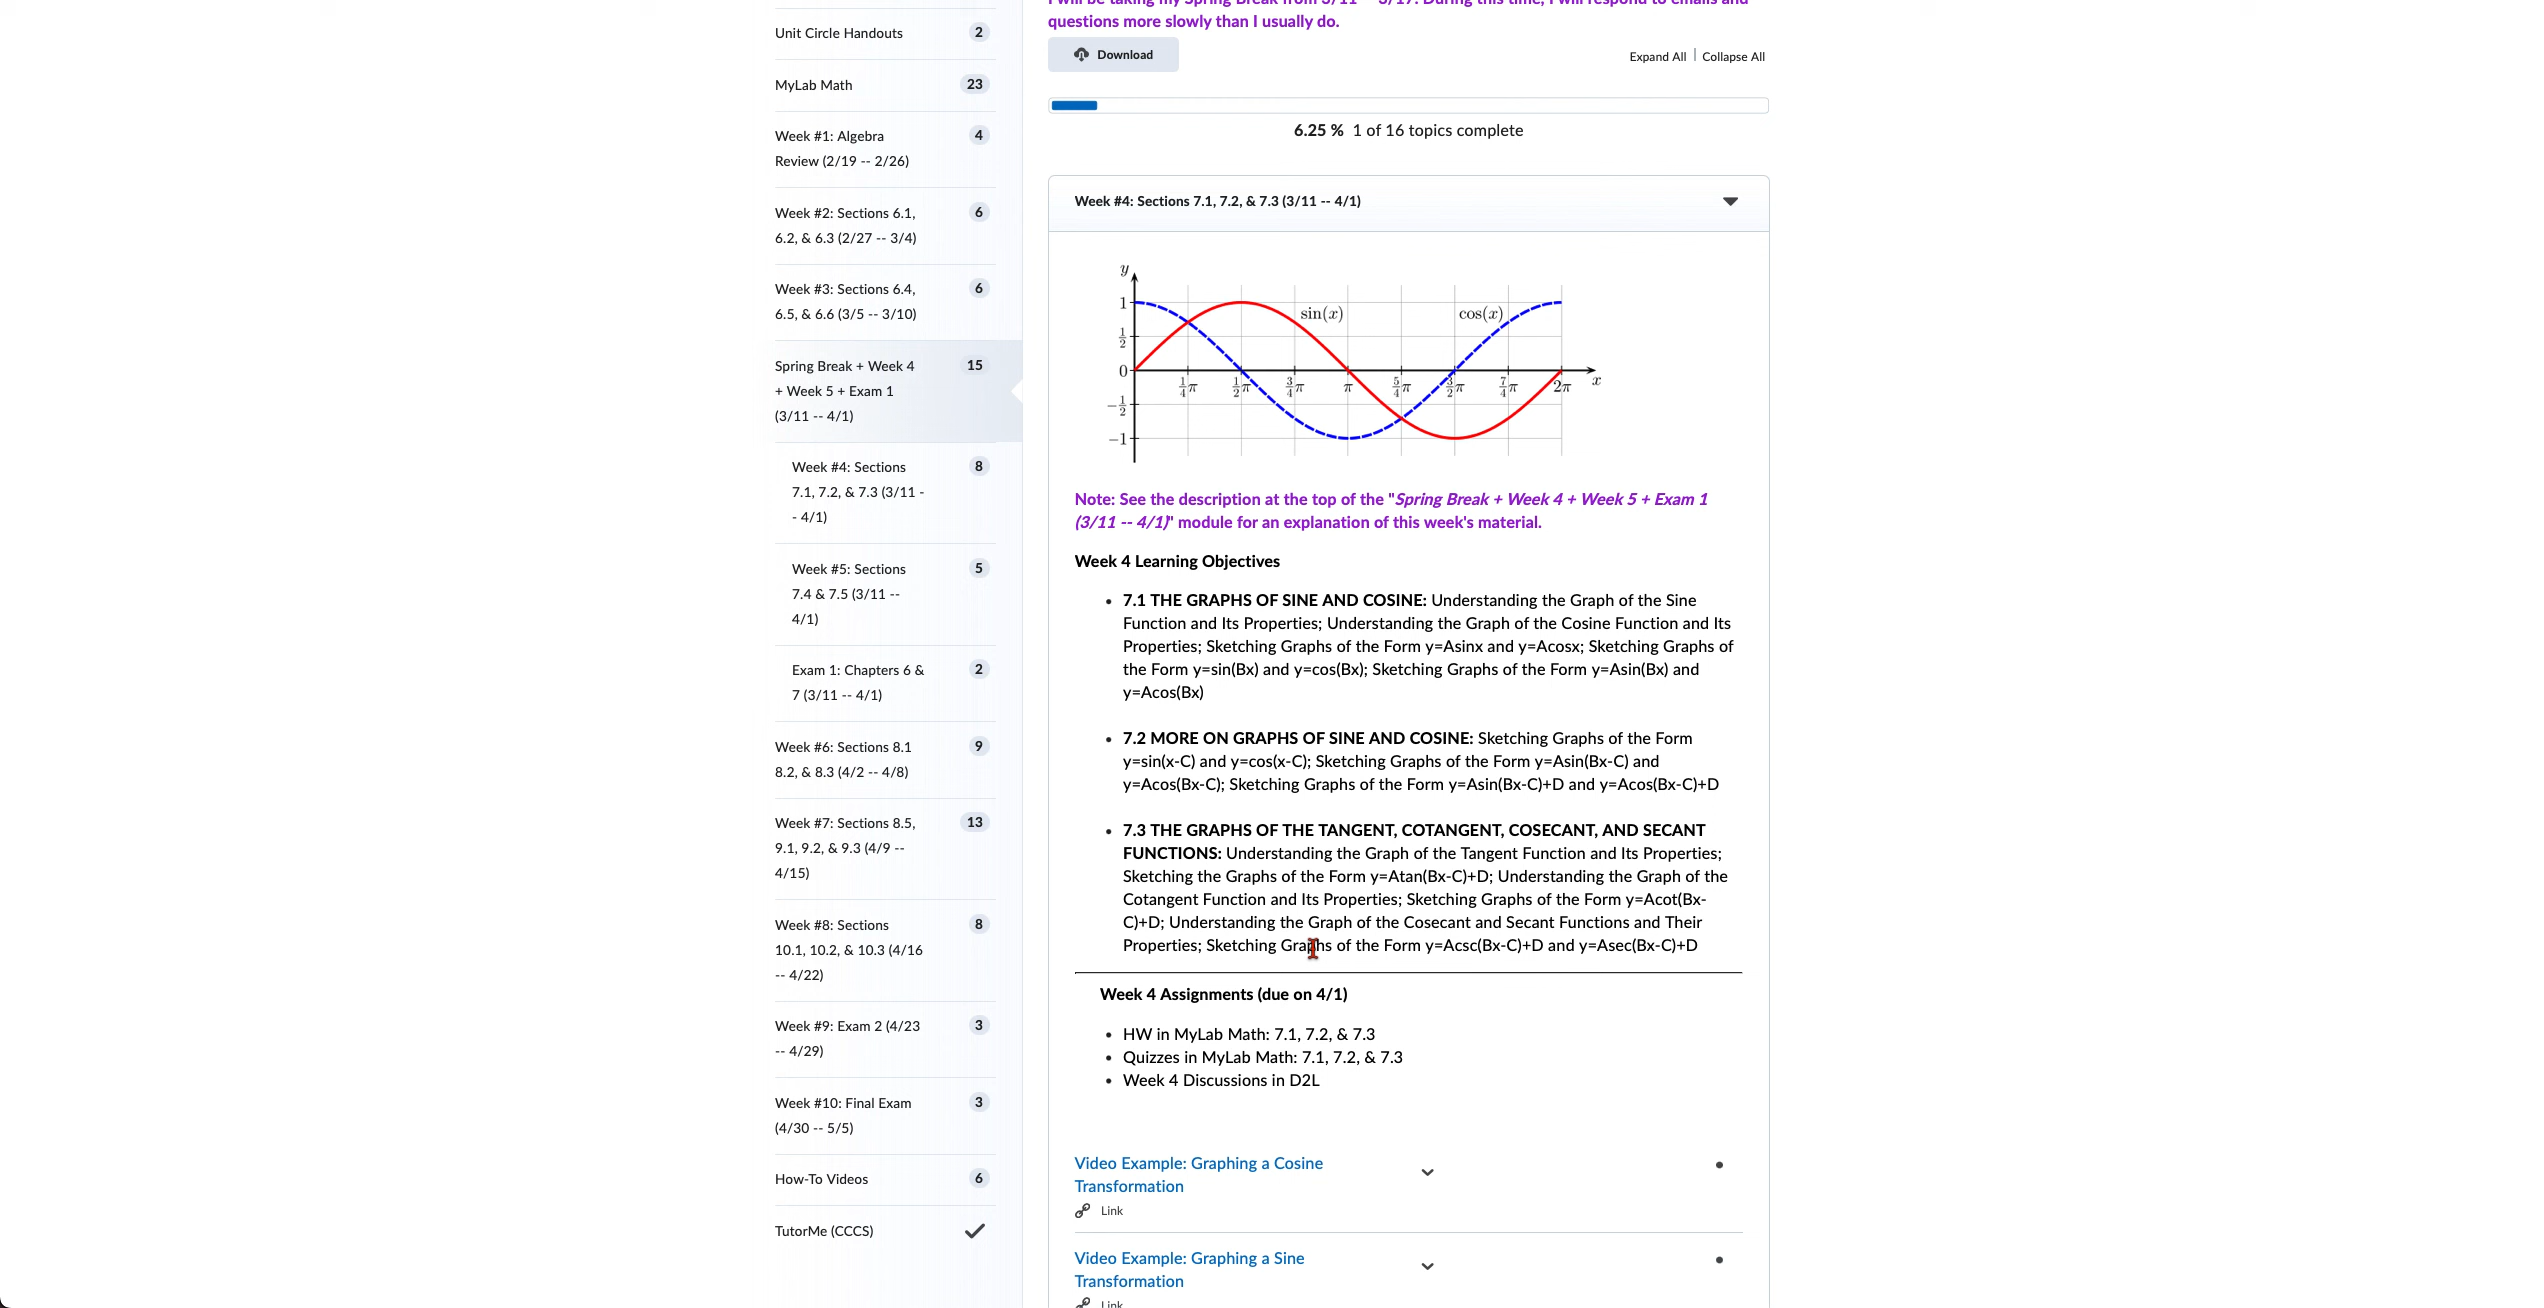 Unit Circle Handouts 2
MyLab Math 23
Week #1: Algebra 4
Review (2/19 -- 2/26)
Week #2: Sections 6.1, 6
6.2, & 6.3 (2/27 -- 3/4)
Week #3: Sections 6.4, 6
6.5, & 6.6 (3/5 -- 3/10)
Spring Break + Week 4 15
+ Week 5 + Exam 1
(3/11 -- 4/1)
Week #4: Sections 8
7.1, 7.2, & 7.3 (3/11 -
- 4/1)
Week #5: Sections 5
7.4 & 7.5 (3/11 --
4/1)
Exam 1: Chapters 6 & 2
7 (3/11 -- 4/1)
Week #6: Sections 8.1 9
8.2, & 8.3 (4/2 -- 4/8)
Week #7: Sections 8.5, 13
9.1, 9.2, & 9.3 (4/9 --
4/15)
Week #8: Sections 8
10.1, 10.2, & 10.3 (4/16
-- 4/22)
Week #9: Exam 2 (4/23 3
-- 4/29)
Week #10: Final Exam 3
(4/30 -- 5/5)
How-To Videos 6
TutorMe (CCCS)
I will be taking my Spring Break from 3/11 -- 3/17. During this time, I will respond to emails and
questions more slowly than I usually do.
Download
Expand All | Collapse All
6.25 % 1 of 16 topics complete
Week #4: Sections 7.1, 7.2, & 7.3 (3/11 -- 4/1)
y
1
sin(x) cos(x)
1/2
0
1/4π 1/2π 3/4π π 5/4π 3/2π 7/4π 2π x
-1/2
-1
Note: See the description at the top of the "Spring Break + Week 4 + Week 5 + Exam 1
(3/11 -- 4/1)" module for an explanation of this week's material.
Week 4 Learning Objectives
• 7.1 THE GRAPHS OF SINE AND COSINE: Understanding the Graph of the Sine
Function and Its Properties; Understanding the Graph of the Cosine Function and Its
Properties; Sketching Graphs of the Form y=Asinx and y=Acosx; Sketching Graphs of
the Form y=sin(Bx) and y=cos(Bx); Sketching Graphs of the Form y=Asin(Bx) and
y=Acos(Bx)
• 7.2 MORE ON GRAPHS OF SINE AND COSINE: Sketching Graphs of the Form
y=sin(x-C) and y=cos(x-C); Sketching Graphs of the Form y=Asin(Bx-C) and
y=Acos(Bx-C); Sketching Graphs of the Form y=Asin(Bx-C)+D and y=Acos(Bx-C)+D
• 7.3 THE GRAPHS OF THE TANGENT, COTANGENT, COSECANT, AND SECANT
FUNCTIONS: Understanding the Graph of the Tangent Function and Its Properties;
Sketching the Graphs of the Form y=Atan(Bx-C)+D; Understanding the Graph of the
Cotangent Function and Its Properties; Sketching Graphs of the Form y=Acot(Bx-
C)+D; Understanding the Graph of the Cosecant and Secant Functions and Their
Properties; Sketching Graphs of the Form y=Acsc(Bx-C)+D and y=Asec(Bx-C)+D
Week 4 Assignments (due on 4/1)
• HW in MyLab Math: 7.1, 7.2, & 7.3
• Quizzes in MyLab Math: 7.1, 7.2, & 7.3
• Week 4 Discussions in D2L
Video Example: Graphing a Cosine
Transformation
Link
Video Example: Graphing a Sine
Transformation
Link